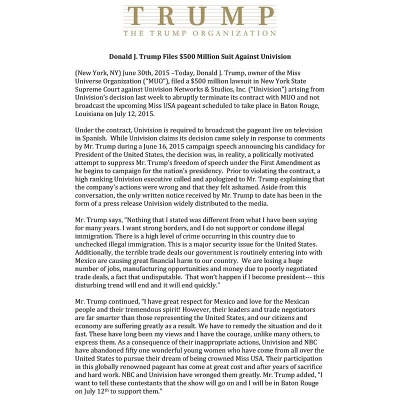 TRUMP
THE TRUMP ORGANIZATION
Donald J. Trump Files $500 Million Suit Against Univision
(New York, NY) June 30th, 2015 –Today, Donald J. Trump, owner of the Miss
Universe Organization ("MUO"), filed a $500 million lawsuit in New York State
Supreme Court against Univision Networks & Studios, Inc. ("Univision") arising from
Univision's decision last week to abruptly terminate its contract with MUO and not
broadcast the upcoming Miss USA pageant scheduled to take place in Baton Rouge,
Louisiana on July 12, 2015.
Under the contract, Univision is required to broadcast the pageant live on television
in Spanish. While Univision claims its decision came solely in response to comments
by Mr. Trump during a June 16, 2015 campaign speech announcing his candidacy for
President of the United States, the decision was, in reality, a politically motivated
attempt to suppress Mr. Trump's freedom of speech under the First Amendment as
he begins to campaign for the nation's presidency. Prior to violating the contract, a
high ranking Univision executive called and apologized to Mr. Trump explaining that
the company's actions were wrong and that they felt ashamed. Aside from this
conversation, the only written notice received by Mr. Trump to date has been in the
form of a press release Univision widely distributed to the media.
Mr. Trump says, "Nothing that I stated was different from what I have been saying
for many years. I want strong borders, and I do not support or condone illegal
immigration. There is a high level of crime occurring in this country due to
unchecked illegal immigration. This is a major security issue for the United States.
Additionally, the terrible trade deals our government is routinely entering into with
Mexico are causing great financial harm to our country. We are losing a huge
number of jobs, manufacturing opportunities and money due to poorly negotiated
trade deals, a fact that undisputable. That won't happen if I become president--- this
disturbing trend will end and it will end quickly."
Mr. Trump continued, "I have great respect for Mexico and love for the Mexican
people and their tremendous spirit! However, their leaders and trade negotiators
are far smarter than those representing the United States, and our citizens and
economy are suffering greatly as a result. We have to remedy the situation and do it
fast. These have long been my views and I have the courage, unlike many others, to
express them. As a consequence of their inappropriate actions, Univision and NBC
have abandoned fifty one wonderful young women who have come from all over the
United States to pursue their dream of being crowned Miss USA. Their participation
in this globally renowned pageant has come at great cost and after years of sacrifice
and hard work. NBC and Univision have wronged them greatly. Mr. Trump added, "I
want to tell these contestants that the show will go on and I will be in Baton Rouge
on July 12th to support them."